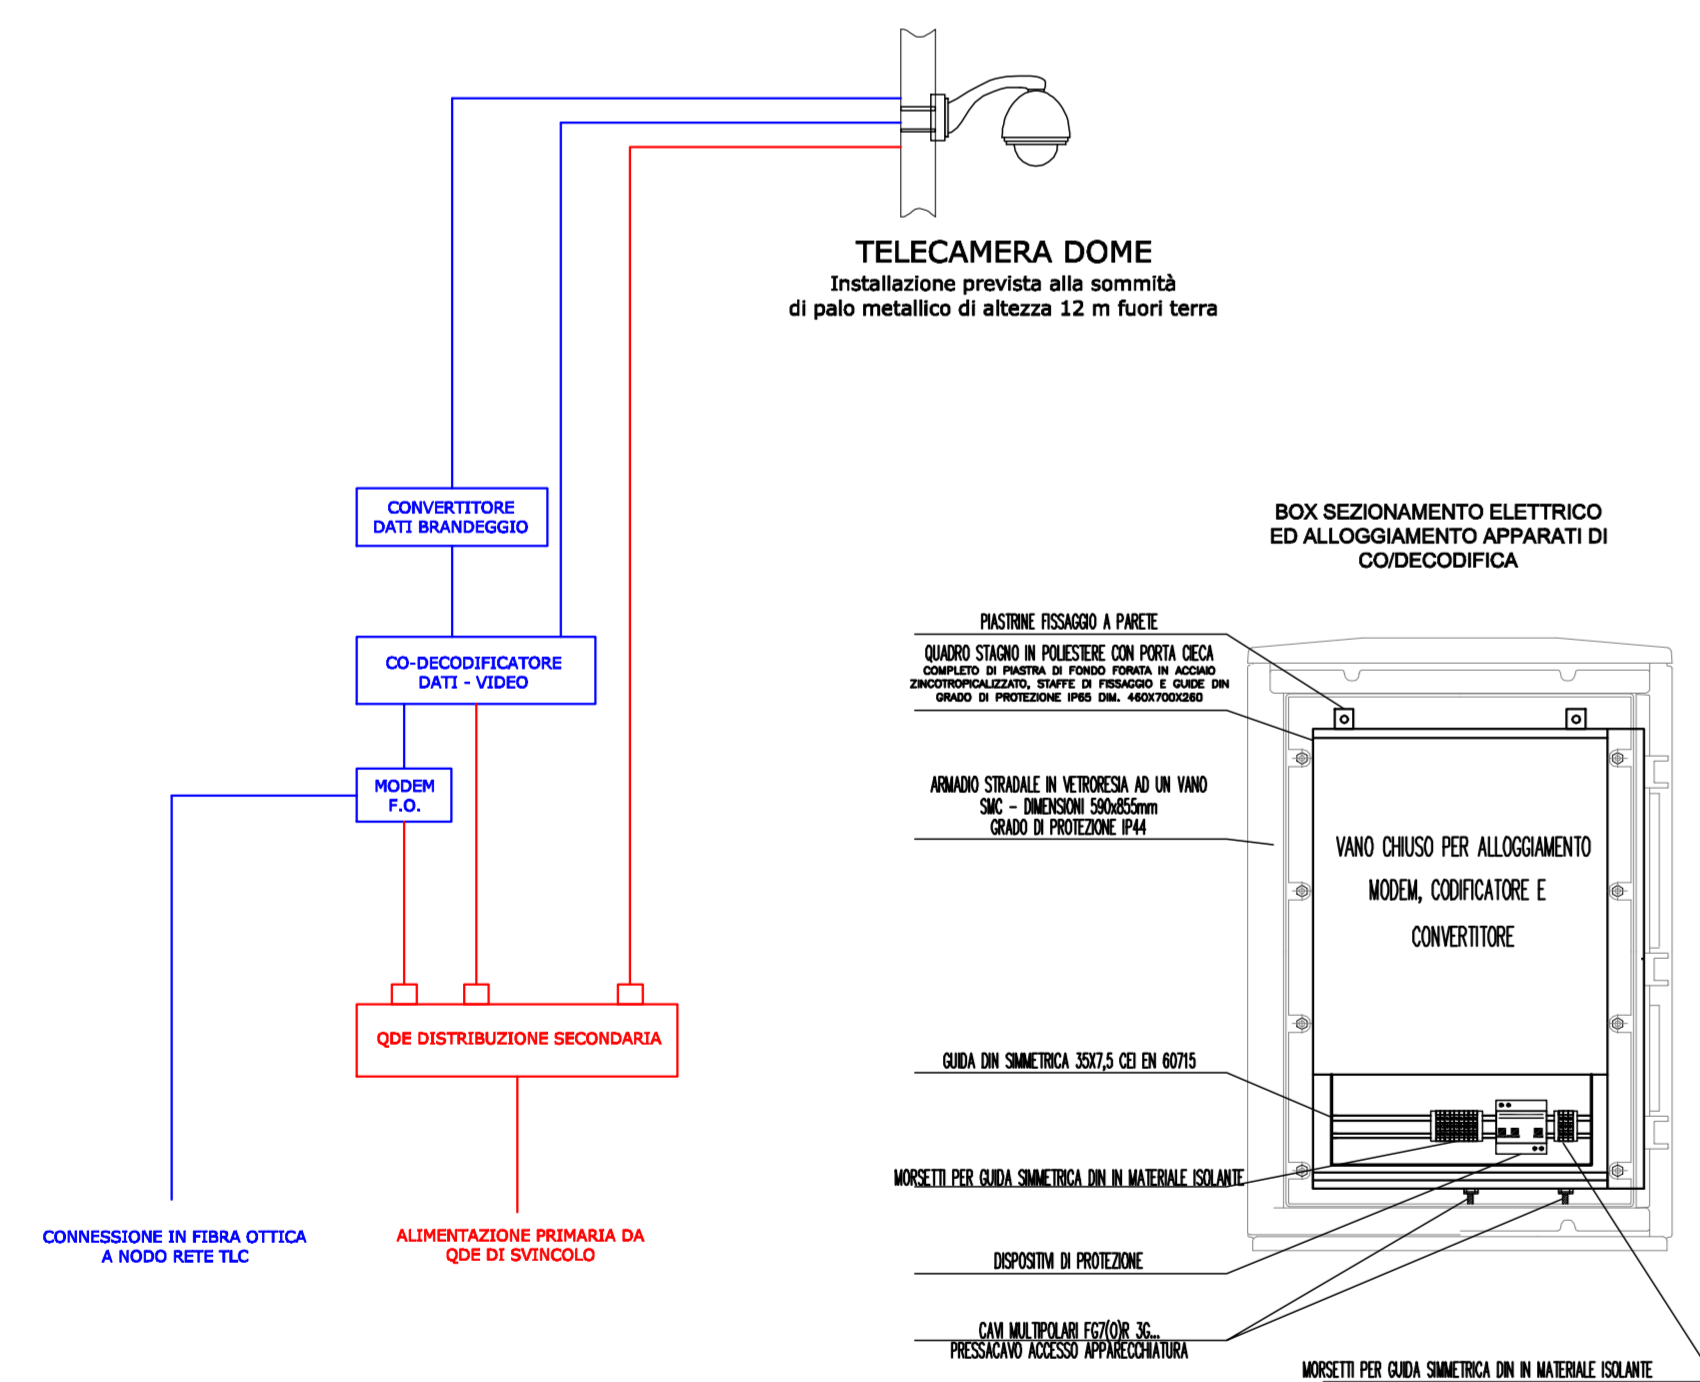 TELECAMERA DOME
Installazione prevista alla sommità
di palo metallico di altezza 12 m fuori terra
CONVERTITORE
DATI BRANDEGGIO
CO-DECODIFICATORE
DATI - VIDEO
MODEM
F.O.
QDE DISTRIBUZIONE SECONDARIA
CONNESSIONE IN FIBRA OTTICA
A NODO RETE TLC
ALIMENTAZIONE PRIMARIA DA
QDE DI SVINCOLO
BOX SEZIONAMENTO ELETTRICO
ED ALLOGGIAMENTO APPARATI DI
CO/DECODIFICA
PIASTRINE FISSAGGIO A PARETE
QUADRO STAGNO IN POLIESTERE CON PORTA CIECA
COMPLETO DI PIASTRA DI FONDO FORATA IN ACCIAIO
ZINCOTROPICALIZZATO, STAFFE DI FISSAGGIO E GUIDE DIN
GRADO DI PROTEZIONE IP65 DIM. 460X700X260
ARMADIO STRADALE IN VETRORESIA AD UN VANO
SMC - DIMENSIONI 590x855mm
GRADO DI PROTEZIONE IP44
VANO CHIUSO PER ALLOGGIAMENTO
MODEM, CODIFICATORE E
CONVERTITORE
GUIDA DIN SIMMETRICA 35X7,5 CEI EN 60715
MORSETTI PER GUIDA SIMMETRICA DIN IN MATERIALE ISOLANTE
DISPOSITIVI DI PROTEZIONE
CAVI MULTIPOLARI FG7(O)R 3G...
PRESSACAVO ACCESSO APPARECCHIATURA
MORSETTI PER GUIDA SIMMETRICA DIN IN MATERIALE ISOLANTE